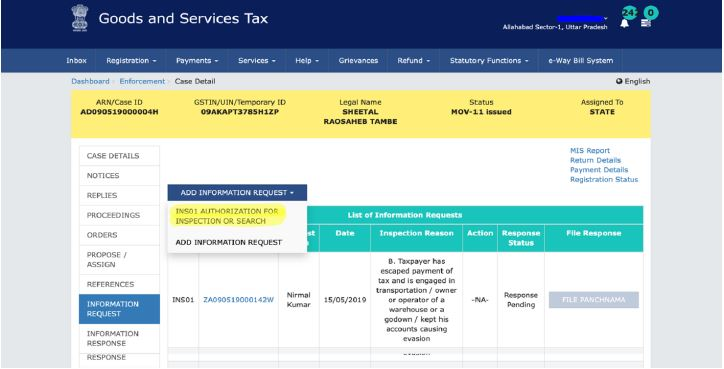 Goods and Services Tax
Allahabad Sector-1, Uttar Pradesh
0
Inbox Registration Payments Services Help Grievances Refund Statutory Functions e-Way Bill System
Dashboard Enforcement Case Detail English
ARN/Case ID GSTIN/UIN/Temporary ID Legal Name Status Assigned To
AD090519000004H 09AKAPT3785H1ZP SHEETAL MOV-11 issued STATE
RAOSAHEB TAMBE
CASE DETAILS
NOTICES
REPLIES
PROCEEDINGS
ORDERS
PROPOSE /
ASSIGN
REFERENCES
INFORMATION
REQUEST
INFORMATION
RESPONSE
RESPONSE
MIS Report
Return Details
Payment Details
Registration Status
ADD INFORMATION REQUEST
INS01 AUTHORIZATION FOR
INSPECTION OR SEARCH
ADD INFORMATION REQUEST
List of Information Requests
Date Inspection Reason Action Response
Status File Response
INS01 ZA090519000142W Nirmal
Kumar 15/05/2019
B. Taxpayer has
escaped payment of
tax and is engaged in
transportation / owner
or operator of a
warehouse or a
godown / kept his
accounts causing
evasion
-NA- Response
Pending FILE PANCHNAMA